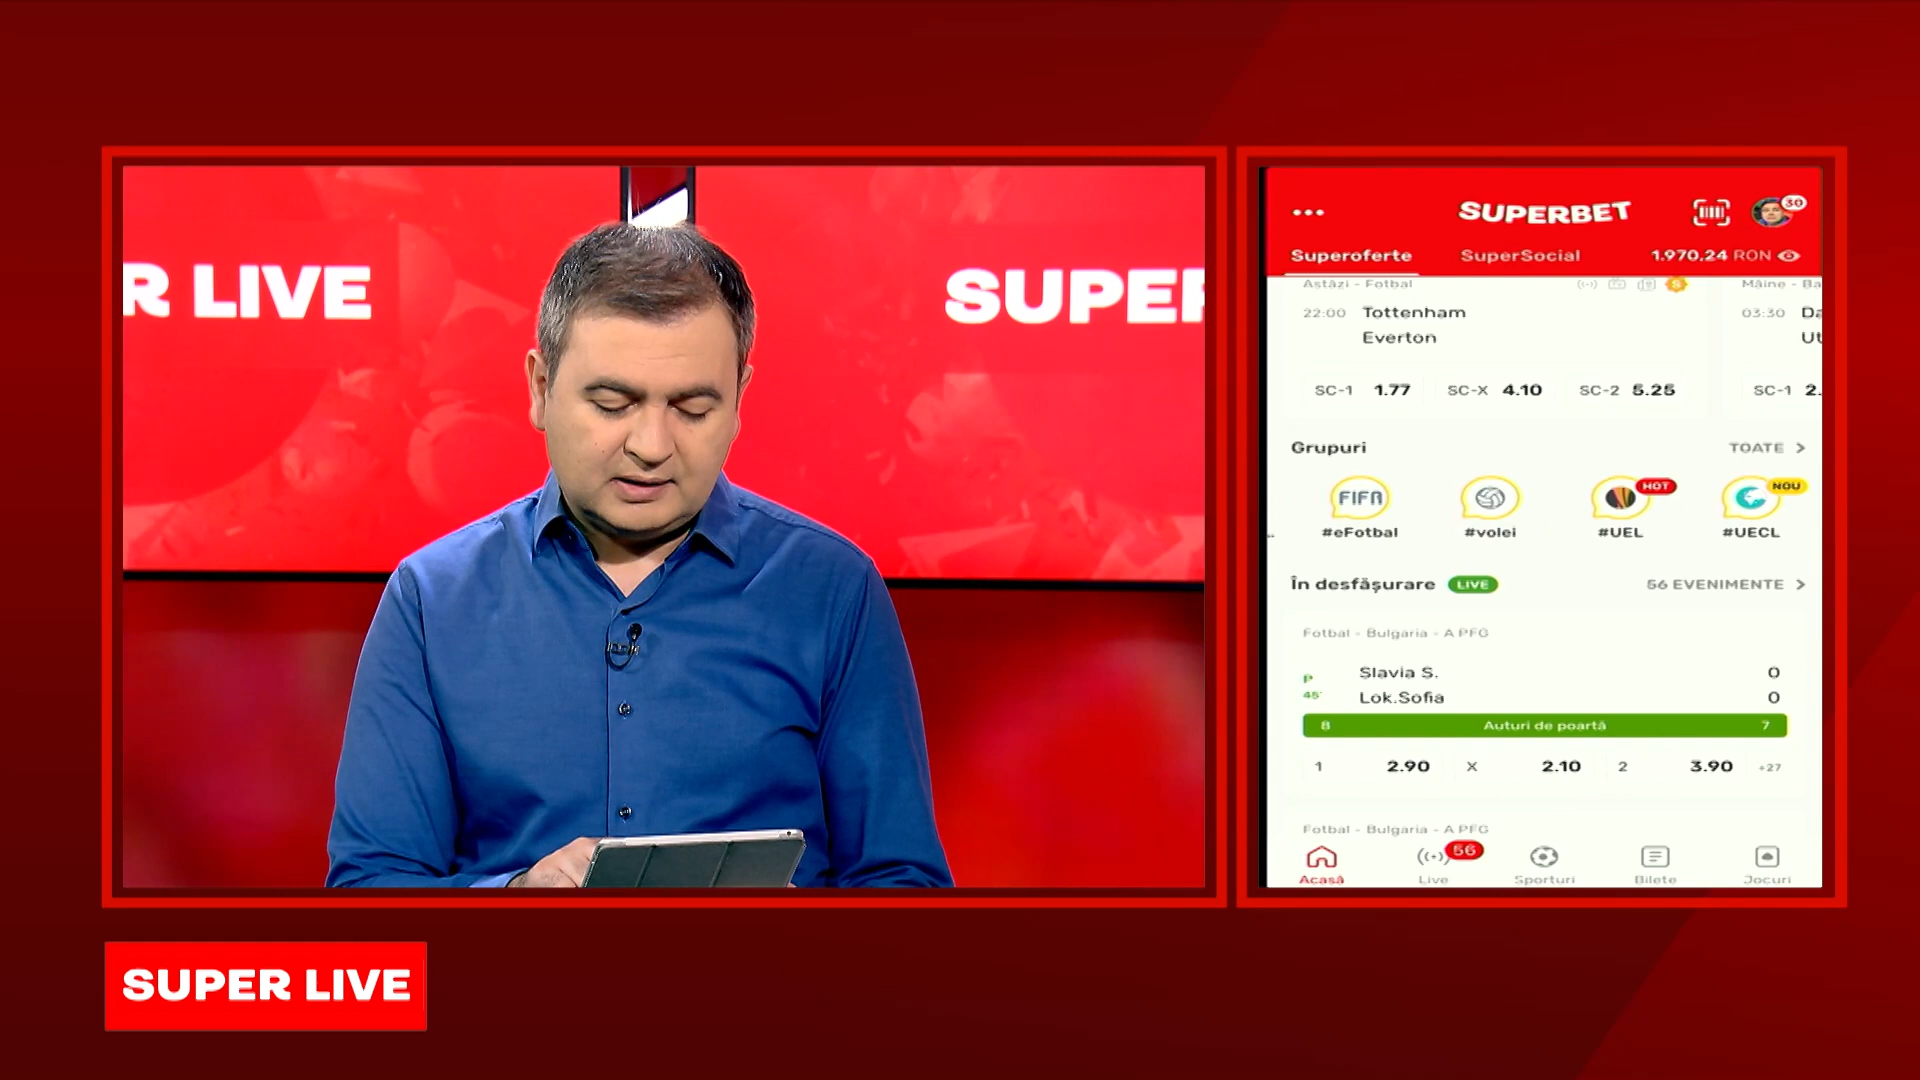 R LIVE
SUPER
SUPERBET
30
Superoferte
SuperSocial
1.970,24 RON
Astăzi - Fotbal
Mâine - Ba
22:00 Tottenham
Everton
03:30 Da
Ut
SC-1 1.77 SC-X 4.10 SC-2 5.25
SC-1 2.
Grupuri
TOATE
FIFA
HOT
NOU
#eFotbal
#volei
#UEL
#UECL
În desfășurare LIVE
56 EVENIMENTE
Fotbal - Bulgaria - A PFG
P
45'
Slavia S. 0
Lok.Sofia 0
8 Auturi de poartă 7
1 2.90 X 2.10 2 3.90 +27
Fotbal - Bulgaria - A PFG
56
Acasă
Live
Sporturi
Bilete
Jocuri
SUPER LIVE